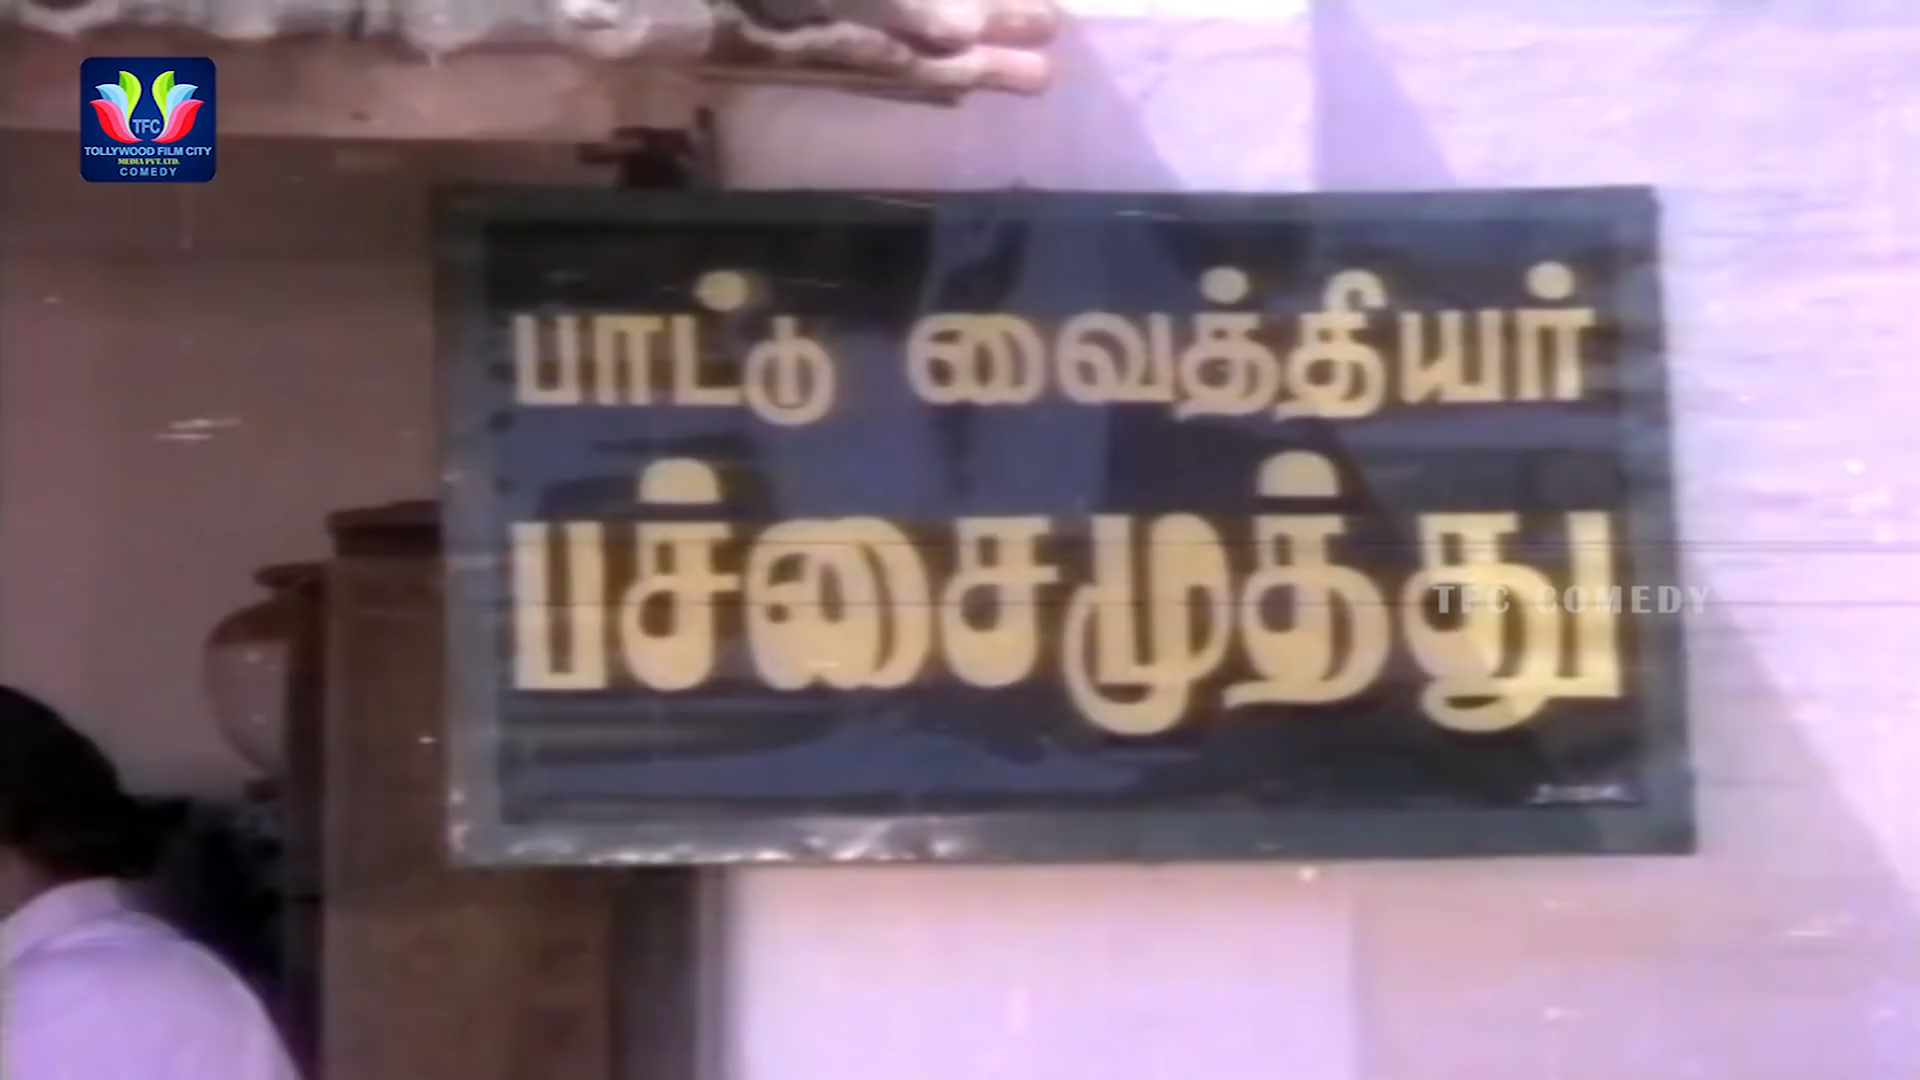 TFC
TOLLYWOOD FILM CITY
MEDIA PVT. LTD.
COMEDY
பாட்டு வைத்தியர்
பச்சைமுத்து
TFC COMEDY